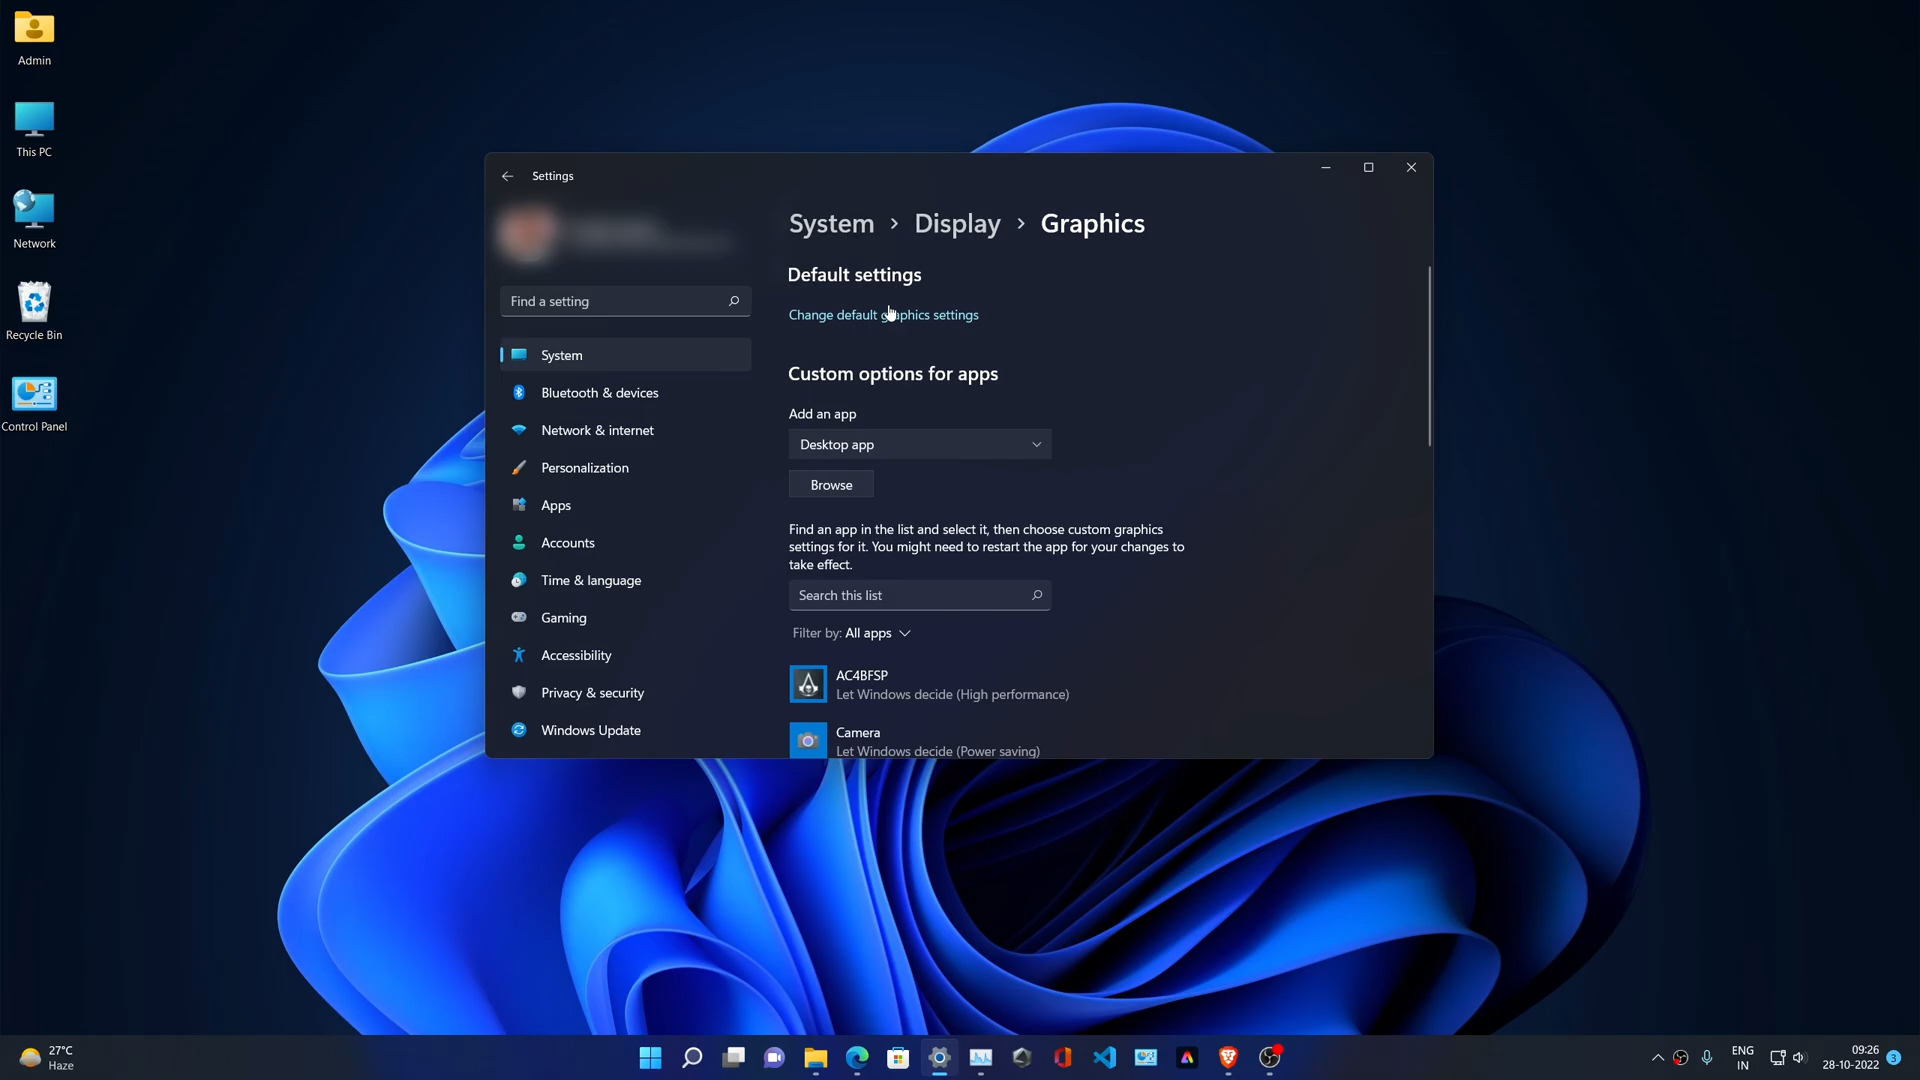 Admin
This PC
Network
Recycle Bin
Control Panel
Settings
Find a setting
System
Bluetooth & devices
Network & internet
Personalization
Apps
Accounts
Time & language
Gaming
Accessibility
Privacy & security
Windows Update
System > Display > Graphics
Default settings
Change default graphics settings
Custom options for apps
Add an app
Desktop app
Browse
Find an app in the list and select it, then choose custom graphics
settings for it. You might need to restart the app for your changes to
take effect.
Search this list
Filter by: All apps
AC4BFSP
Let Windows decide (High performance)
Camera
Let Windows decide (Power saving)
27°C
Haze
ENG
IN
09:26
28-10-2022
3